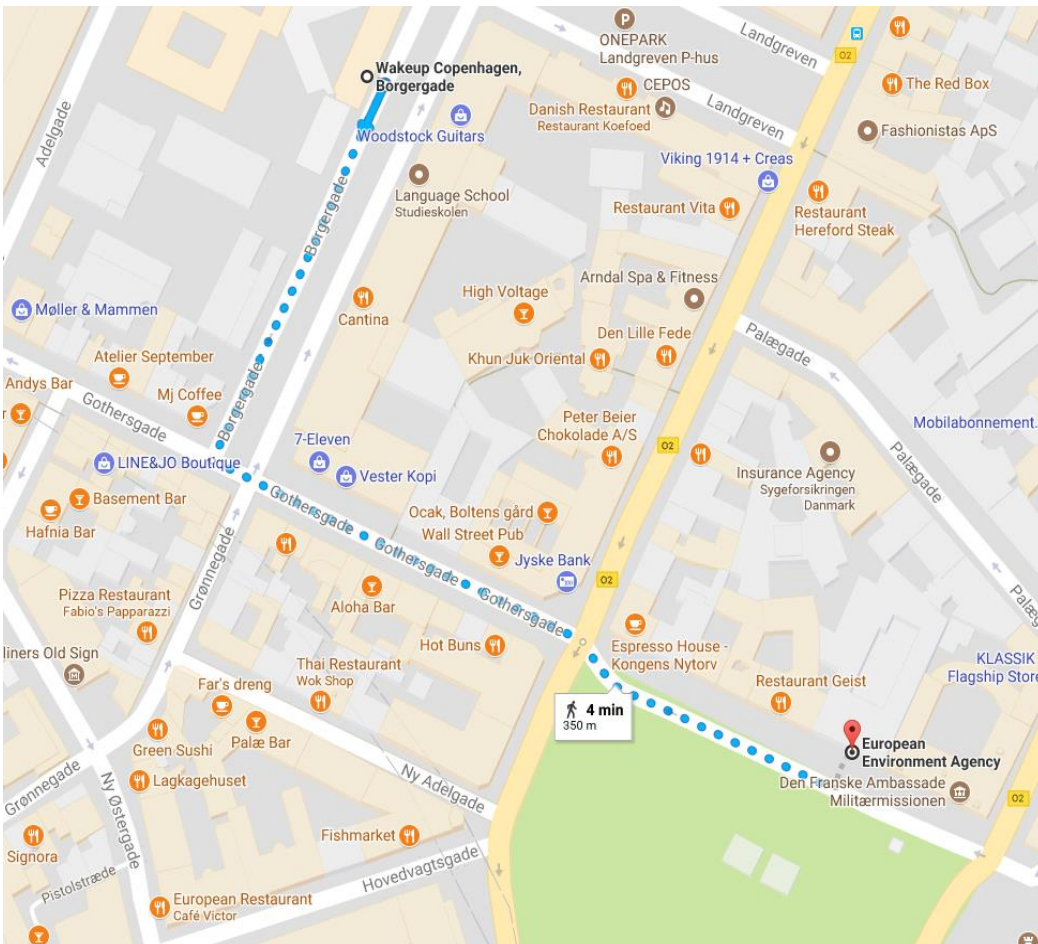 ONEPARK
Landgreven P-hus
Landgreven
02
The Red Box
Wakeup Copenhagen,
Borgergade
CEPOS
Danish Restaurant
Restaurant Koefoed
Landgreven
Fashionistas ApS
Adelgade
Woodstock Guitars
Viking 1914 + Creas
Language School
Studieskolen
Borgergade
Restaurant Vita
Restaurant
Hereford Steak
Arndal Spa & Fitness
High Voltage
Møller & Mammen
Cantina
Den Lille Fede
Palægade
Atelier September
Khun Juk Oriental
Andys Bar
Mj Coffee
Borgergade
Gothersgade
Peter Beier
Chokolade A/S
Mobilabonnement.
02
7-Eleven
LINE&JO Boutique
Vester Kopi
Insurance Agency
Sygeforsikringen
Danmark
Palægade
Basement Bar
Gothersgade
Ocak, Boltens gård
Hafnia Bar
Wall Street Pub
Gothersgade
Jyske Bank
02
Grønnegade
Pizza Restaurant
Fabio's Papparazzi
Aloha Bar
Gothersgade
liners Old Sign
Hot Buns
Espresso House -
Kongens Nytorv
KLASSIK
Flagship Store
Thai Restaurant
Wok Shop
Far's dreng
Restaurant Geist
4 min
350 m
Green Sushi
Palæ Bar
European
Environment Agency
Lagkagehuset
Ny Adelgade
Den Franske Ambassade
Militærmissionen
Grønnegade
Ny Østergade
02
Fishmarket
Signora
Hovedvagtsgade
Pistolstræde
European Restaurant
Café Victor